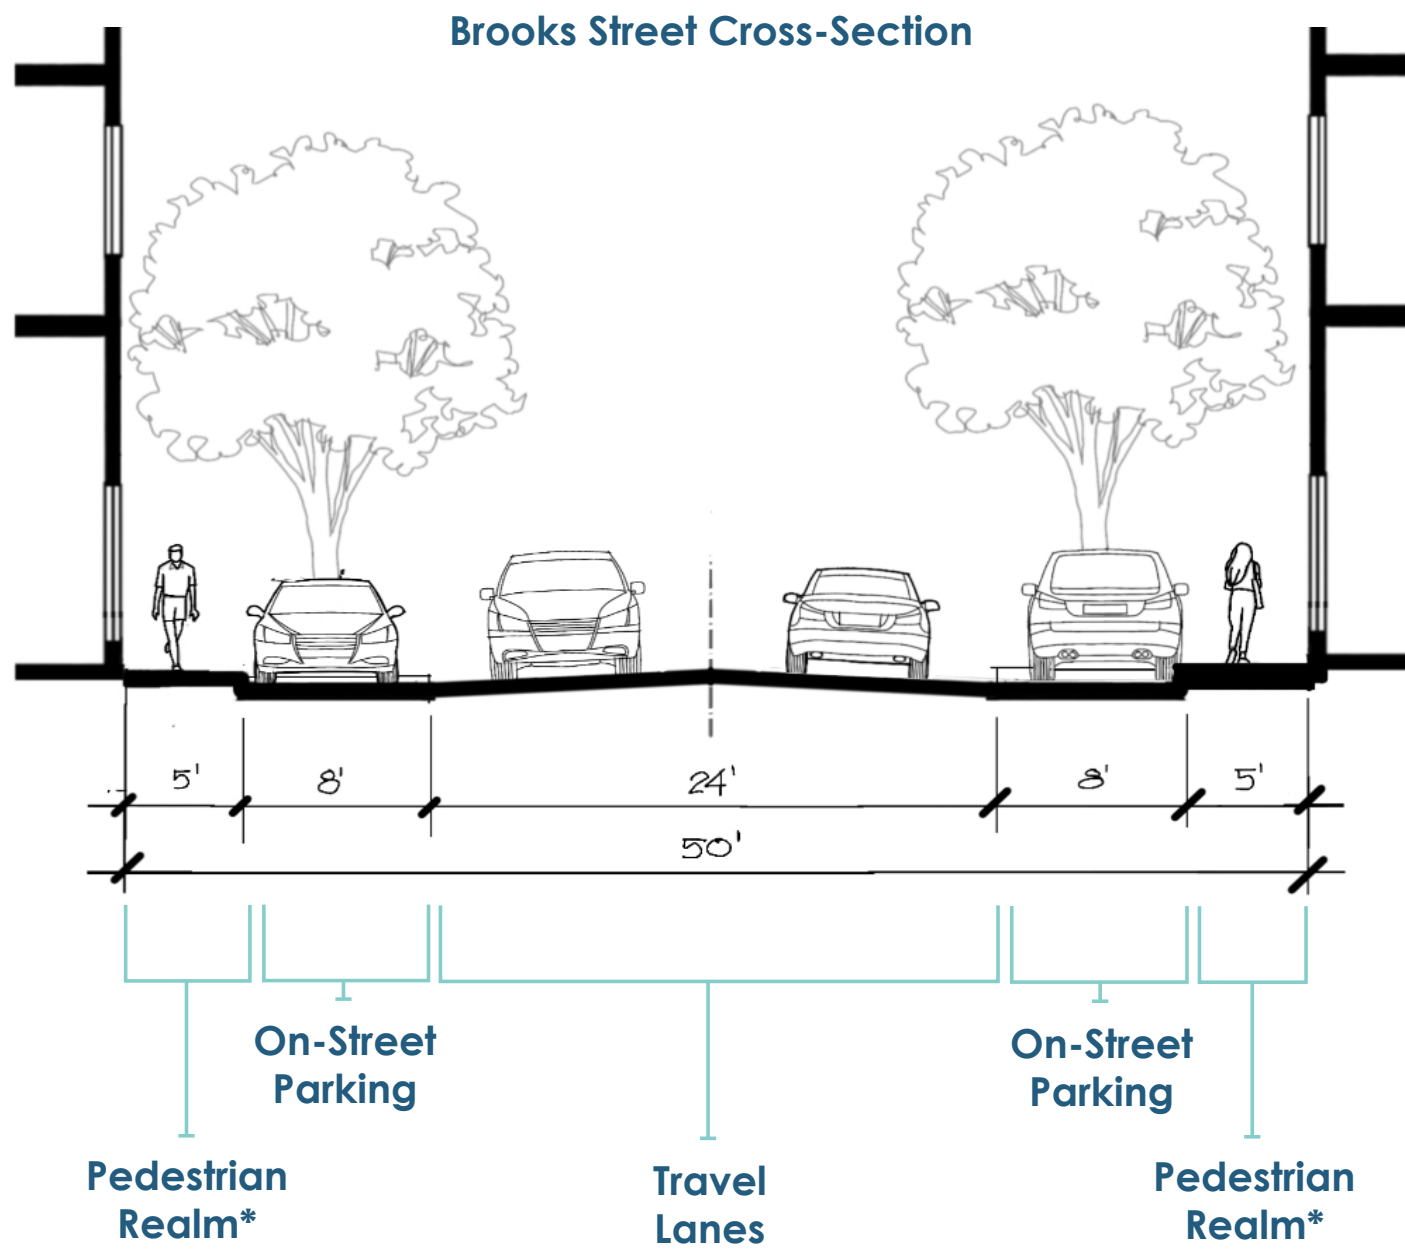 Brooks Street Cross-Section
5' 8' 24' 8' 5'
50'
On-Street
Parking
On-Street
Parking
Pedestrian
Realm*
Travel
Lanes
Pedestrian
Realm*